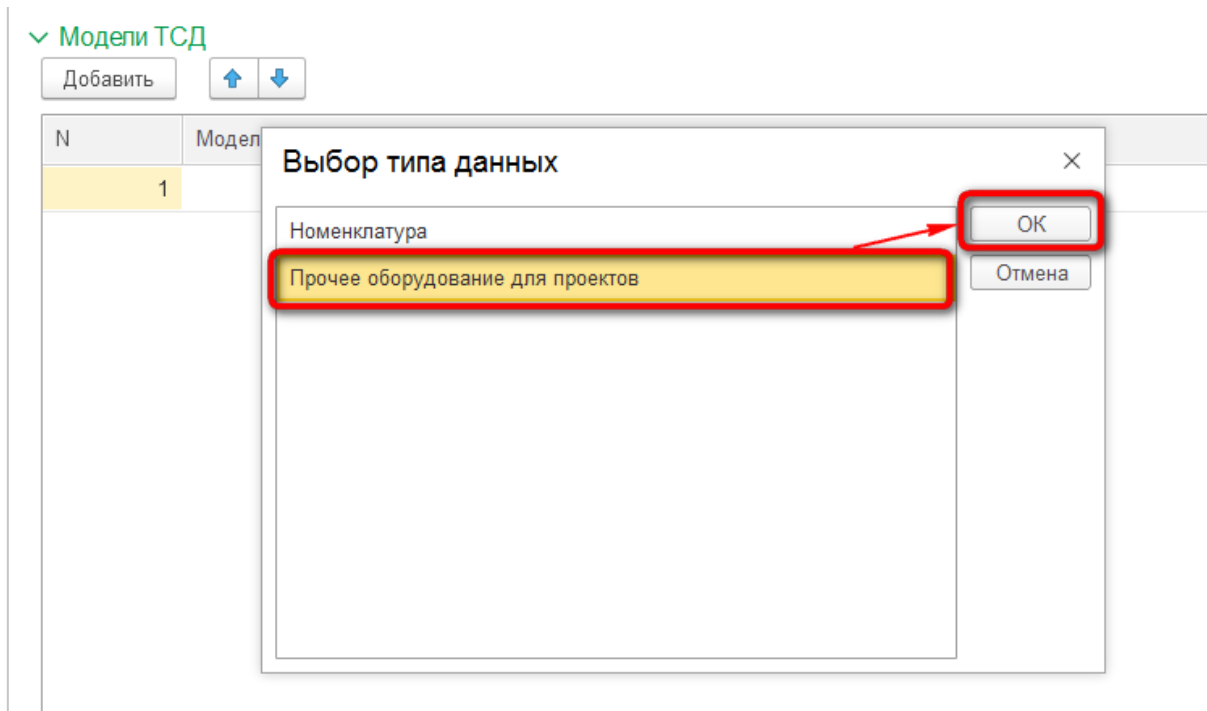 Модели ТСД
Добавить
N Модел
Выбор типа данных
1
Номенклатура
ОК
Прочее оборудование для проектов
Отмена